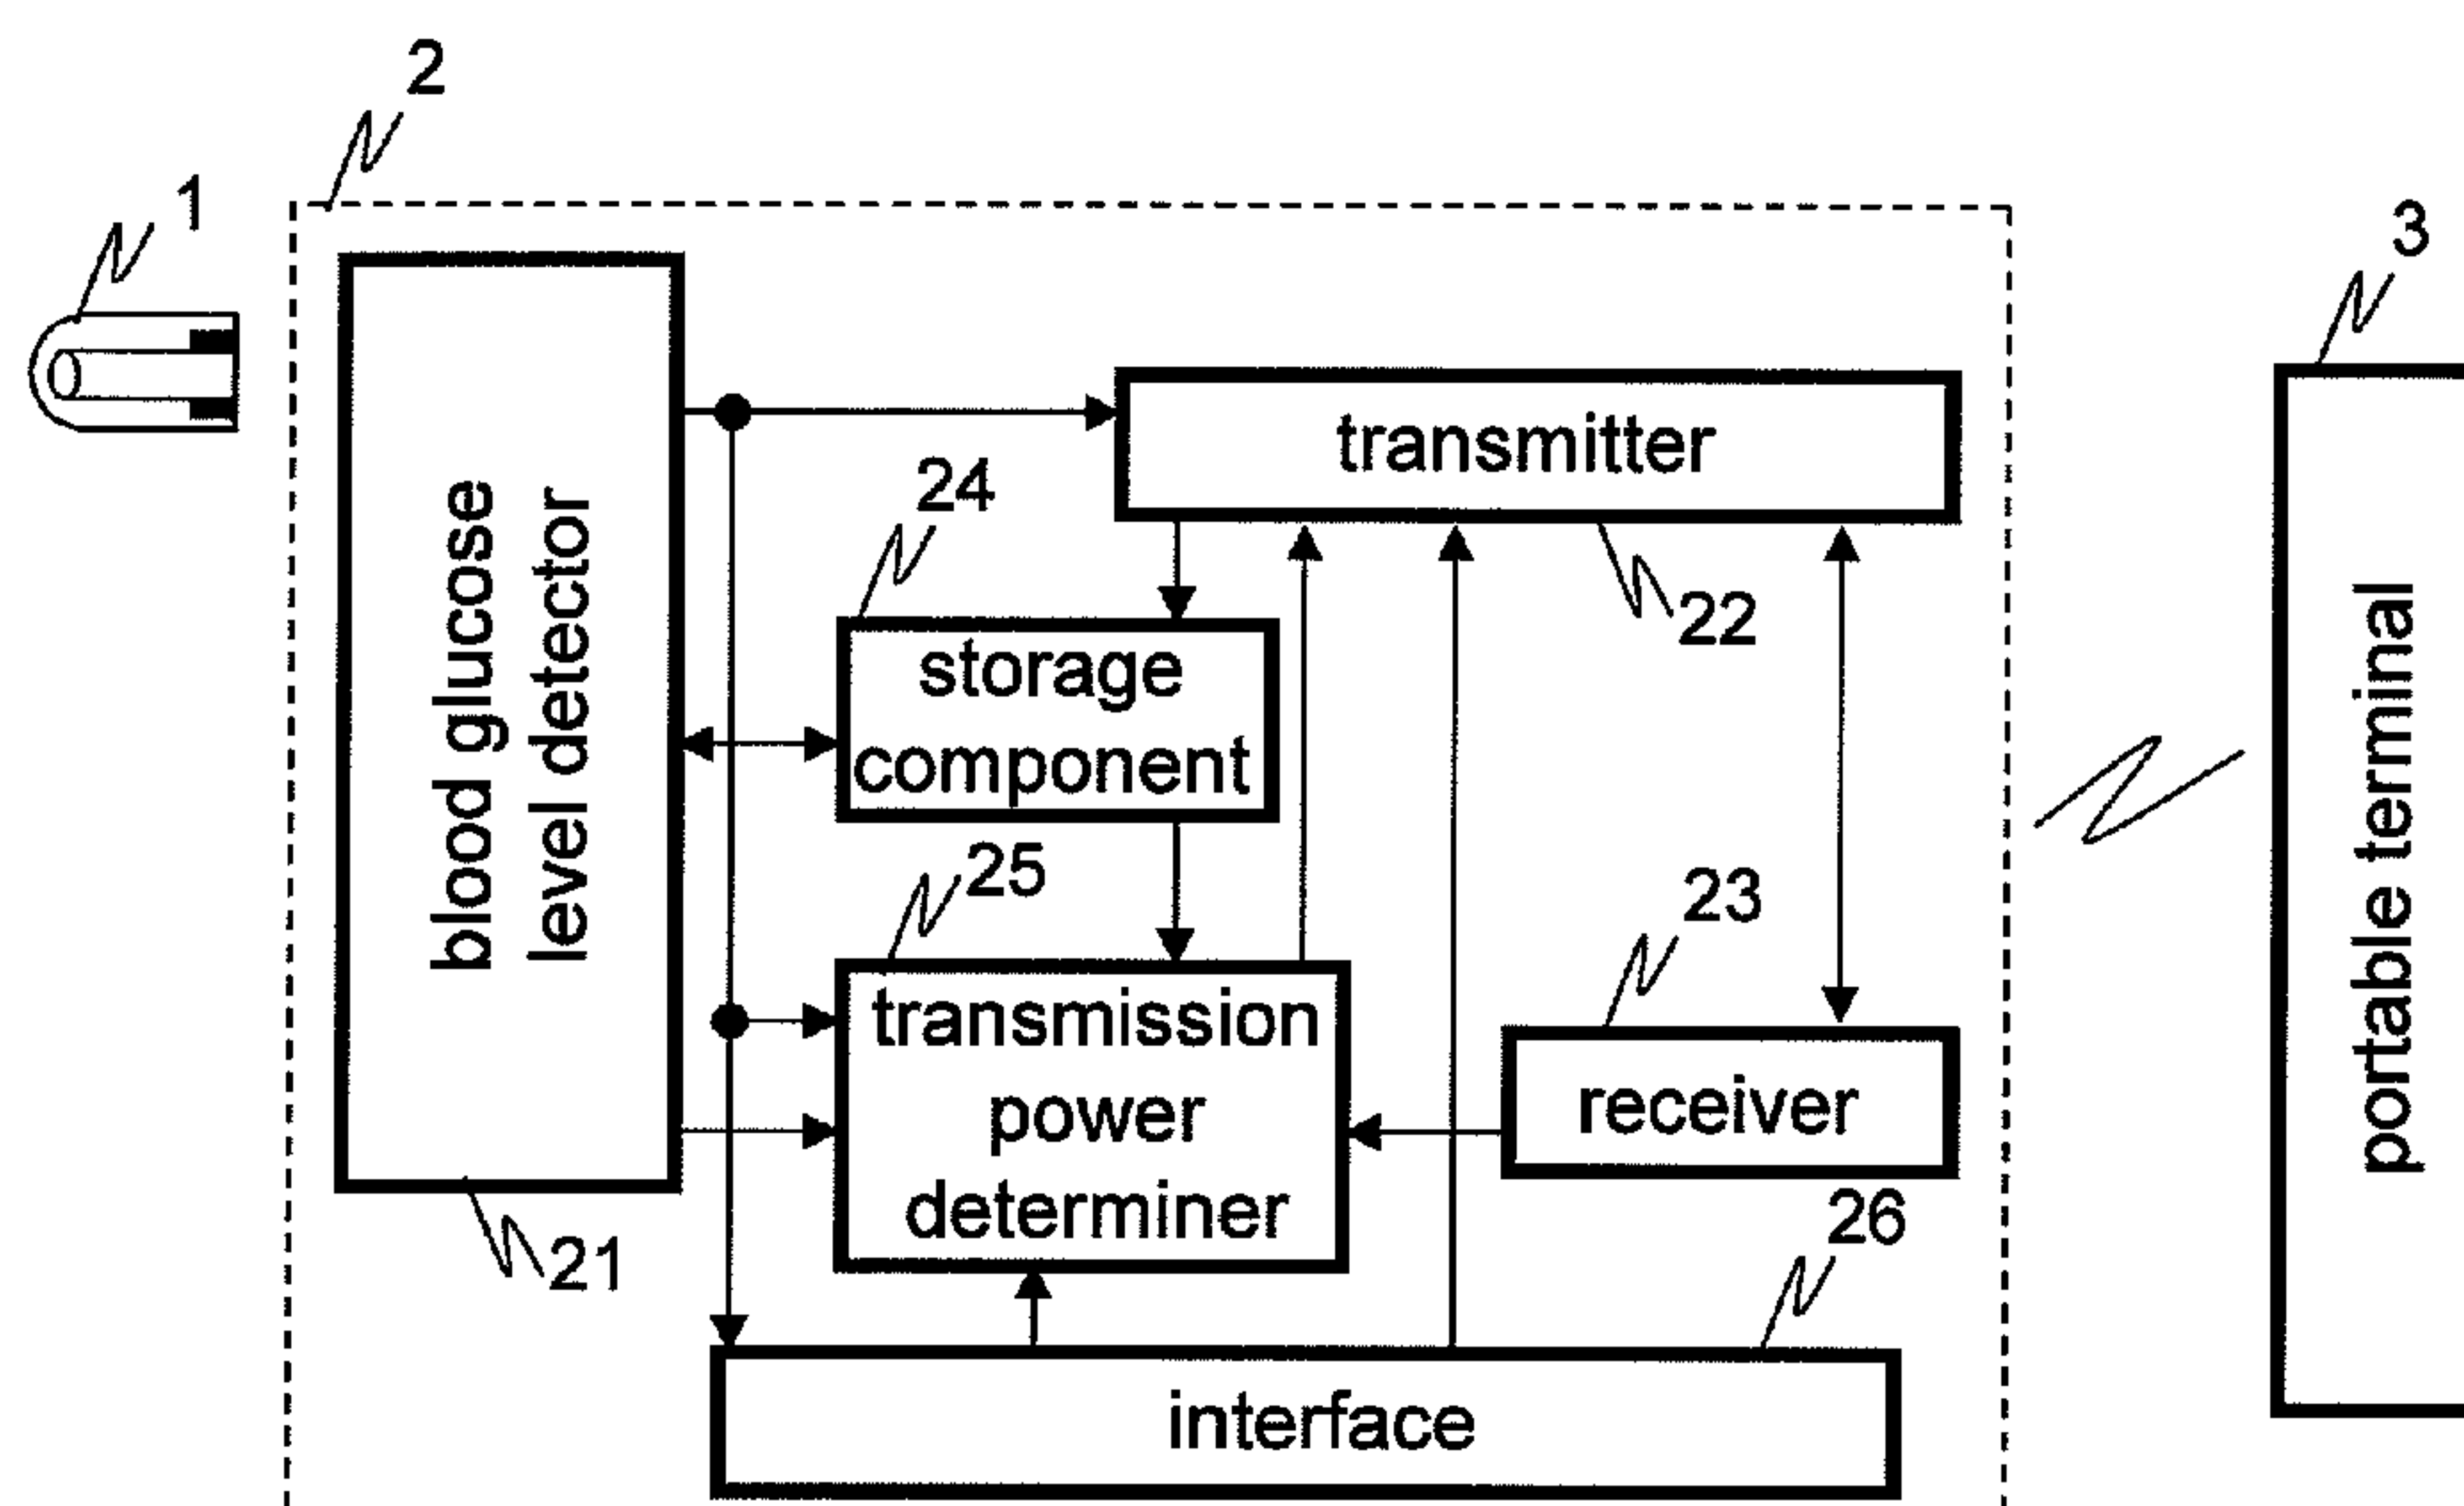 2
1
3
transmitter
24
blood glucose
level detector
22
storage
component
portable terminal
25
23
transmission
power
determiner
receiver
26
21
interface